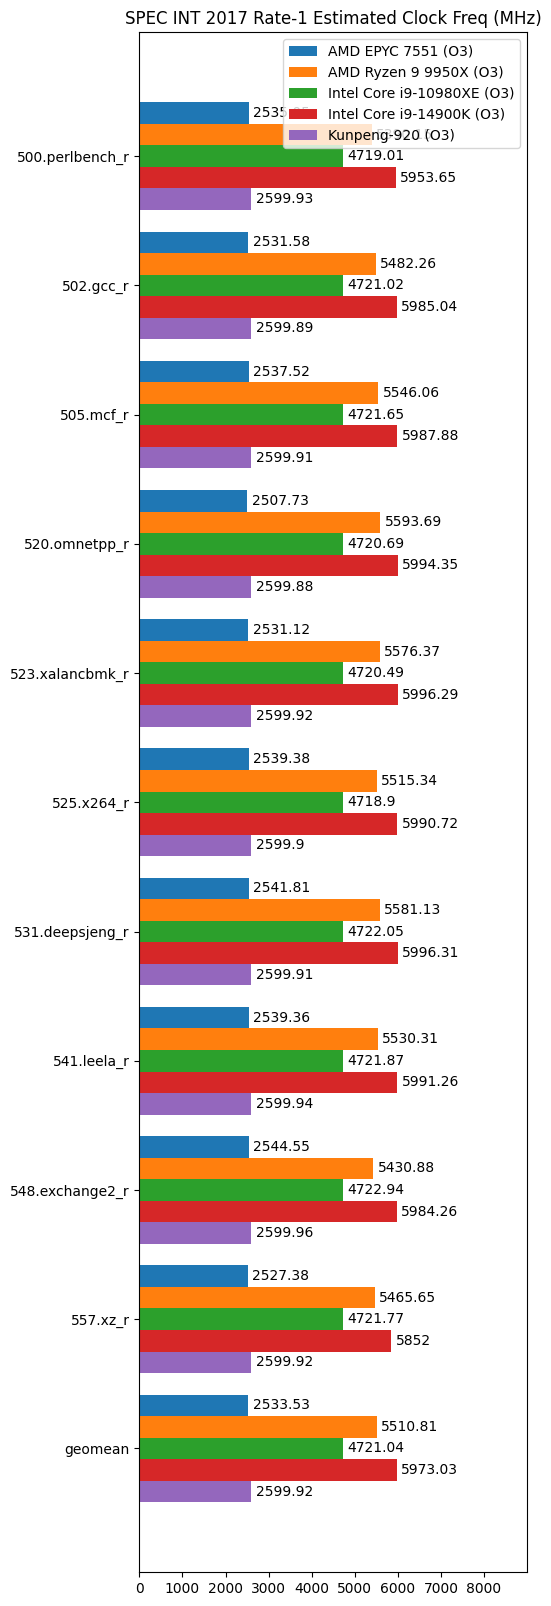 SPEC INT 2017 Rate-1 Estimated Clock Freq (MHz)
AMD EPYC 7551 (O3)
AMD Ryzen 9 9950X (O3)
Intel Core i9-10980XE (O3)
Intel Core i9-14900K (O3)
Kunpeng-920 (O3)
500.perlbench_r
4719.01
5953.65
2599.93
2531.58
5482.26
502.gcc_r
4721.02
5985.04
2599.89
2537.52
5546.06
505.mcf_r
4721.65
5987.88
2599.91
2507.73
5593.69
520.omnetpp_r
4720.69
5994.35
2599.88
2531.12
5576.37
523.xalancbmk_r
4720.49
5996.29
2599.92
2539.38
5515.34
525.x264_r
4718.9
5990.72
2599.9
2541.81
5581.13
531.deepsjeng_r
4722.05
5996.31
2599.91
2539.36
5530.31
541.leela_r
4721.87
5991.26
2599.94
2544.55
5430.88
548.exchange2_r
4722.94
5984.26
2599.96
2527.38
5465.65
557.xz_r
4721.77
5852
2599.92
2533.53
5510.81
geomean
4721.04
5973.03
2599.92
0 1000 2000 3000 4000 5000 6000 7000 8000